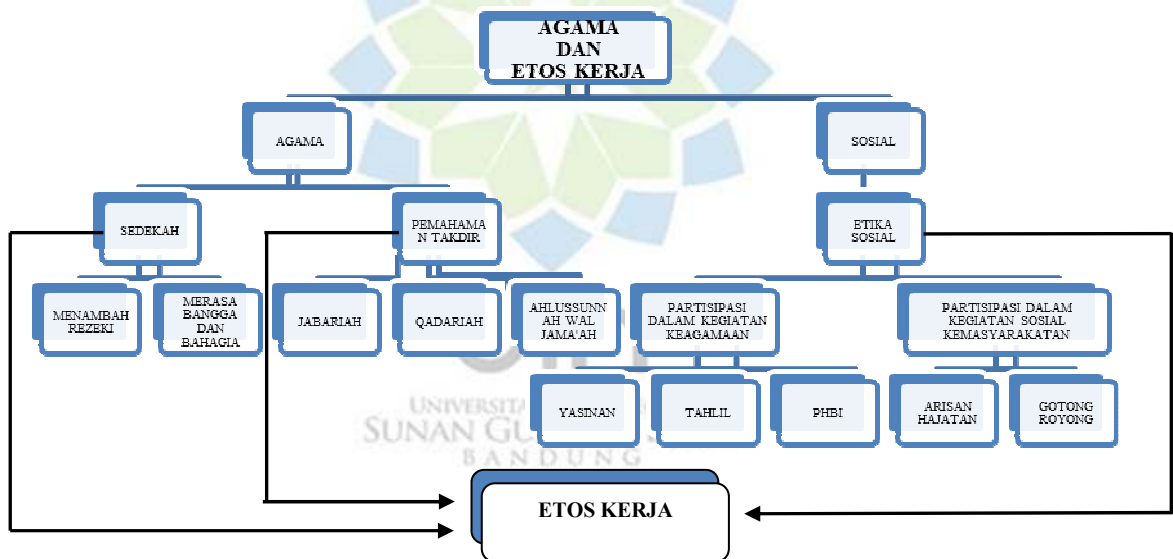 AGAMA
DAN
ETOS KERJA
AGAMA
SOSIAL
SEDEKAH
PEMAHAMA
N TAKDIR
ETIKA
SOSIAL
MENAMBAH
REZEKI
MERASA
BANGGA
DAN
BAHAGIA
JABARIAH
QADARIAH
AHLUSSUNN
AH WAL
JAMA'AH
PARTISIPASI
DALAM KEGIATAN
KEAGAMAAN
PARTISIPASI DALAM
KEGIATAN SOSIAL
KEMASYARAKATAN
YASINAN
TAHLIL
PHBI
ARISAN
HAJATAN
GOTONG
ROYONG
SUNAN
BANDUNG
ETOS KERJA